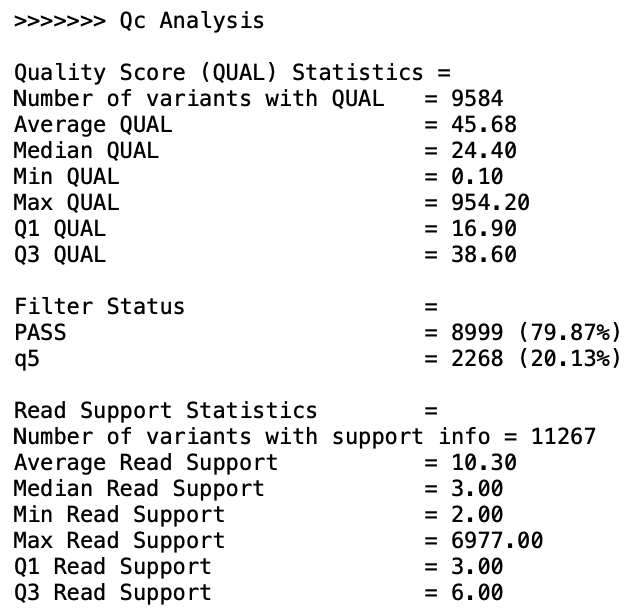 >>>>>>> Qc Analysis
Quality Score (QUAL) Statistics =
Number of variants with QUAL = 9584
Average QUAL = 45.68
Median QUAL = 24.40
Min QUAL = 0.10
Max QUAL = 954.20
Q1 QUAL = 16.90
Q3 QUAL = 38.60
Filter Status =
PASS = 8999 (79.87%)
q5 = 2268 (20.13%)
Read Support Statistics =
Number of variants with support info = 11267
Average Read Support = 10.30
Median Read Support = 3.00
Min Read Support = 2.00
Max Read Support = 6977.00
Q1 Read Support = 3.00
Q3 Read Support = 6.00